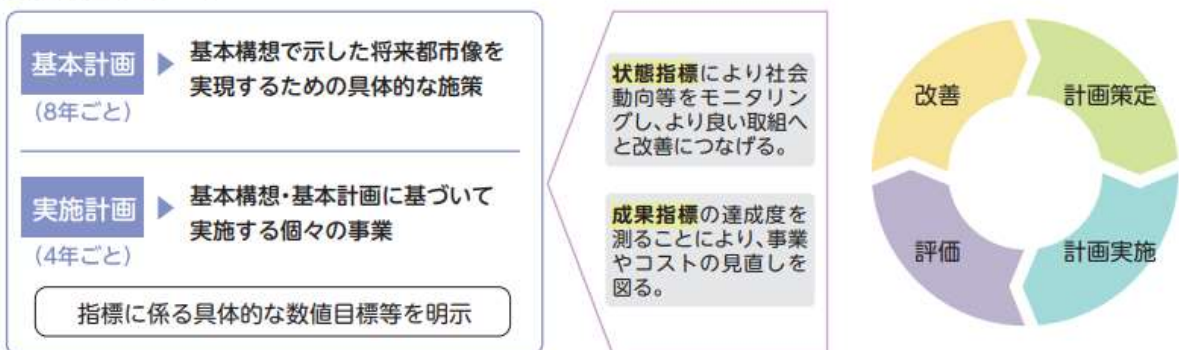 基本計画
(8年ごと)
基本構想で示した将来都市像を
実現するための具体的な施策
実施計画
(4年ごと)
基本構想・基本計画に基づいて
実施する個々の事業
指標に係る具体的な数値目標等を明示
状態指標により社会
動向等をモニタリン
グし、より良い取組へ
と改善につなげる。
成果指標の達成度を
測ることにより、事業
やコストの見直しを
図る。
改善
計画策定
評価
計画実施